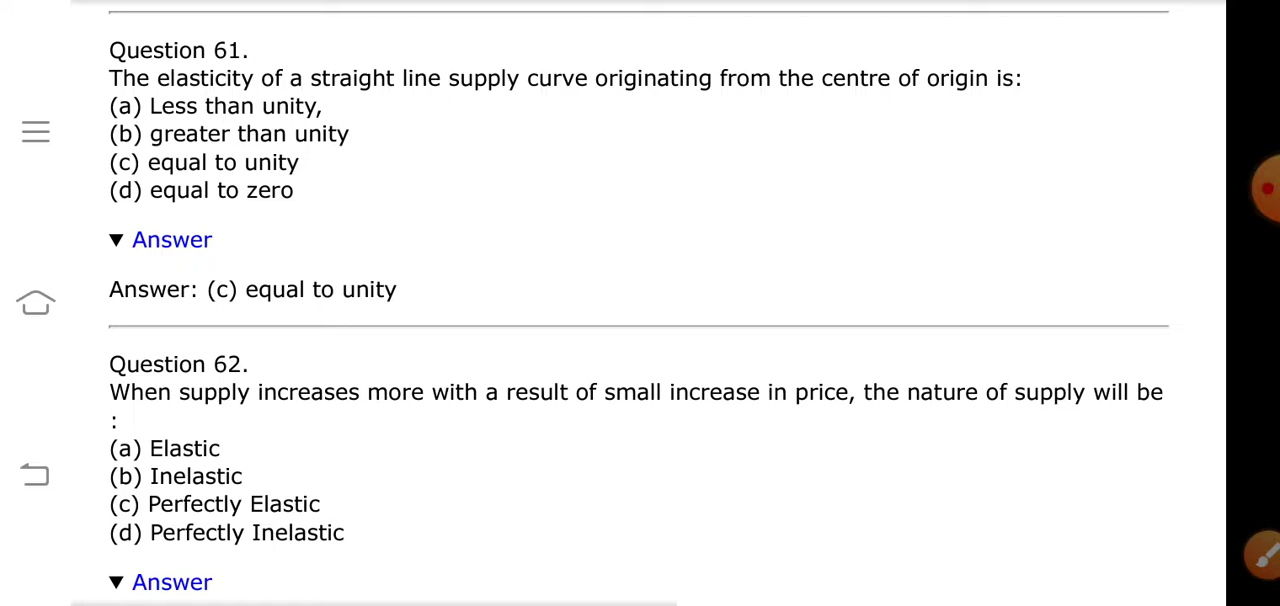 Question 61.
The elasticity of a straight line supply curve originating from the centre of origin is:
(a) Less than unity,
(b) greater than unity
(c) equal to unity
(d) equal to zero
▼ Answer
Answer: (c) equal to unity
Question 62.
When supply increases more with a result of small increase in price, the nature of supply will be
:
(a) Elastic
(b) Inelastic
(c) Perfectly Elastic
(d) Perfectly Inelastic
▼ Answer